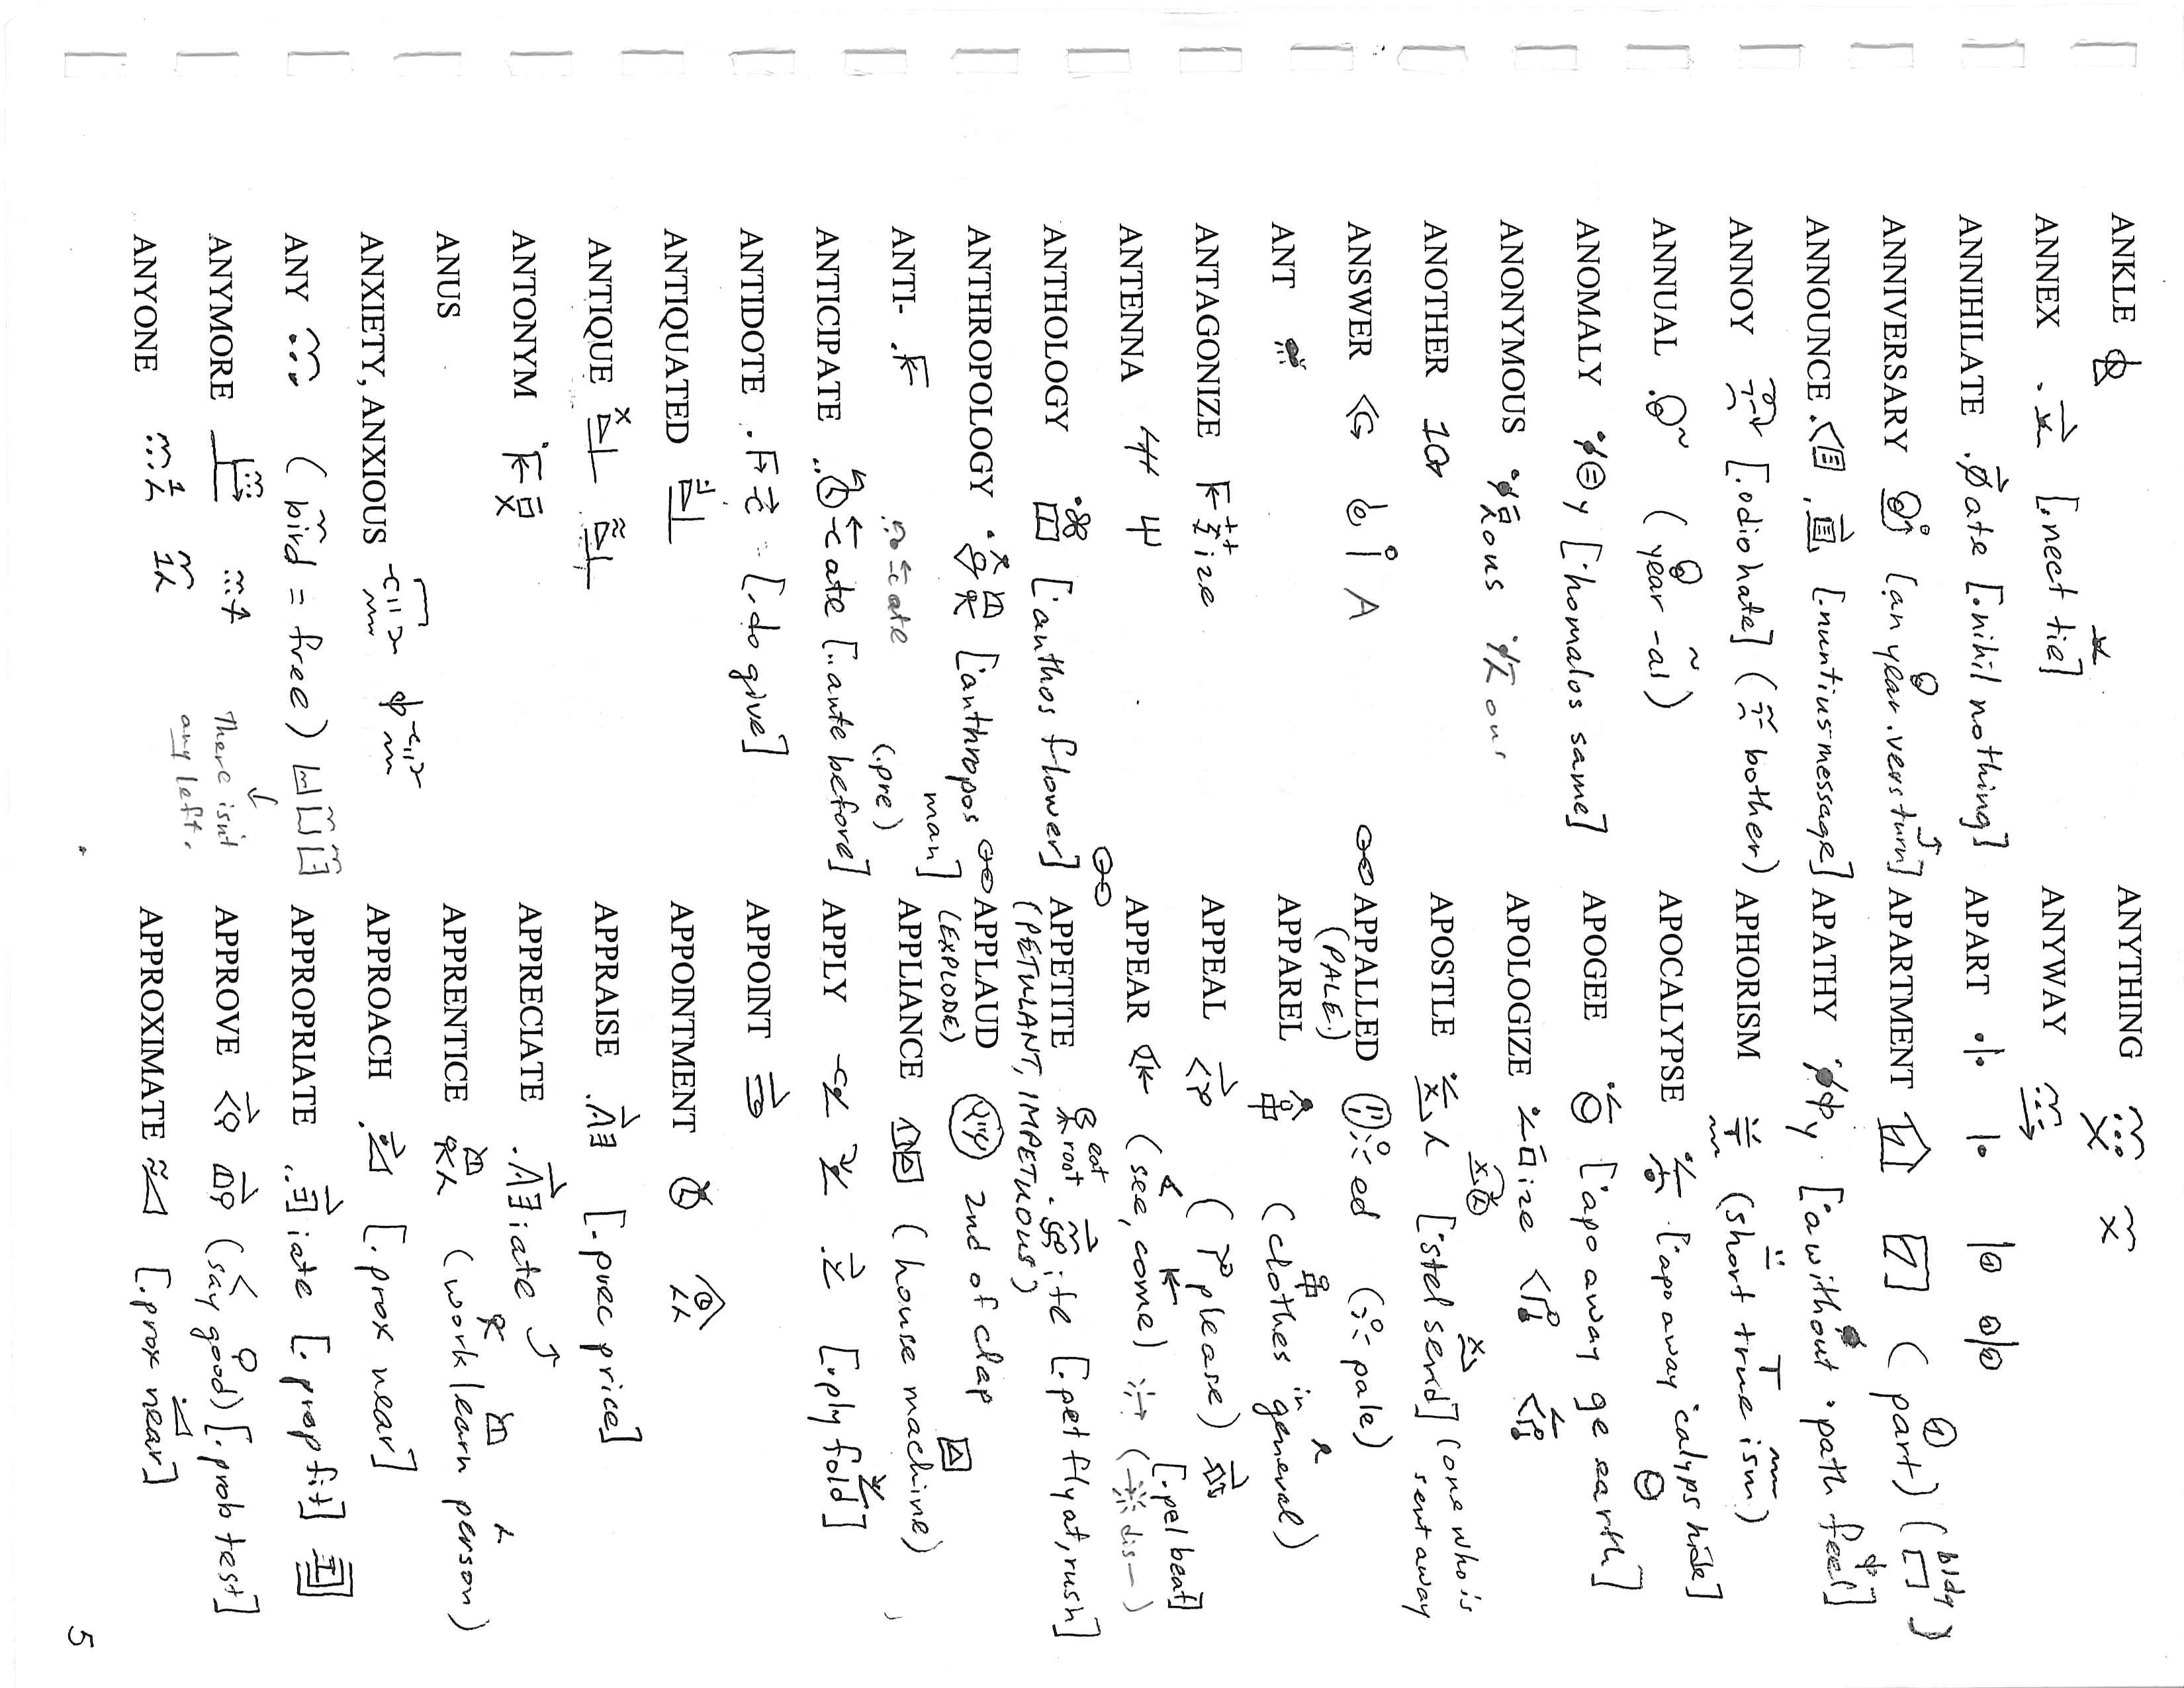 ANKLE
ANNEX [.nect tie]
ANNIHILATE ate [.nihil nothing]
ANNIVERSARY (an year .vers turn]
ANNOUNCE [.nuntius message]
ANNOY [.odio hate] ( bother)
ANNUAL (year -al)
ANOMALY y [homalos same]
ANONYMOUS ous ous
ANOTHER
ANSWER A
ANT
ANTAGONIZE ize
ANTENNA
ANTHOLOGY ['anthos flower]
ANTHROPOLOGY ['anthropos man]
ANTI- ate (.pre)
ANTICIPATE cate [..ante before]
ANTIDOTE [.do give]
ANTIQUATED
ANTIQUE
ANTONYM
ANUS
ANXIETY, ANXIOUS
ANY (bird = free)
ANYMORE There isn't any left.
ANYONE
ANYTHING
ANYWAY
APART
APARTMENT (part) ( bldg )
APATHY y ['a without 'path feel]
APHORISM (short true ism)
APOCALYPSE ['apo away 'calyps hide]
APOGEE ['apo away ge earth]
APOLOGIZE ize
APOSTLE ['stel send] (one who is sent away
APPALLED ed ( pale)
(PALE)
APPAREL (clothes in general)
APPEAL ( please) [.pel beat]
APPEAR (see, come) ( dis-)
APPETITE eat root ite [.pet fly at, rush]
(PETULANT, IMPETUOUS)
APPLAUD 2nd of clap
(EXPLODE)
APPLIANCE (house machine)
APPLY [.ply fold]
APPOINT
APPOINTMENT
APPRAISE [.prec price]
APPRECIATE iate
APPRENTICE (work learn person)
APPROACH [.prox near]
APPROPRIATE iate [.prop fit]
APPROVE (say good) [.prob test]
APPROXIMATE [.prox near]
5